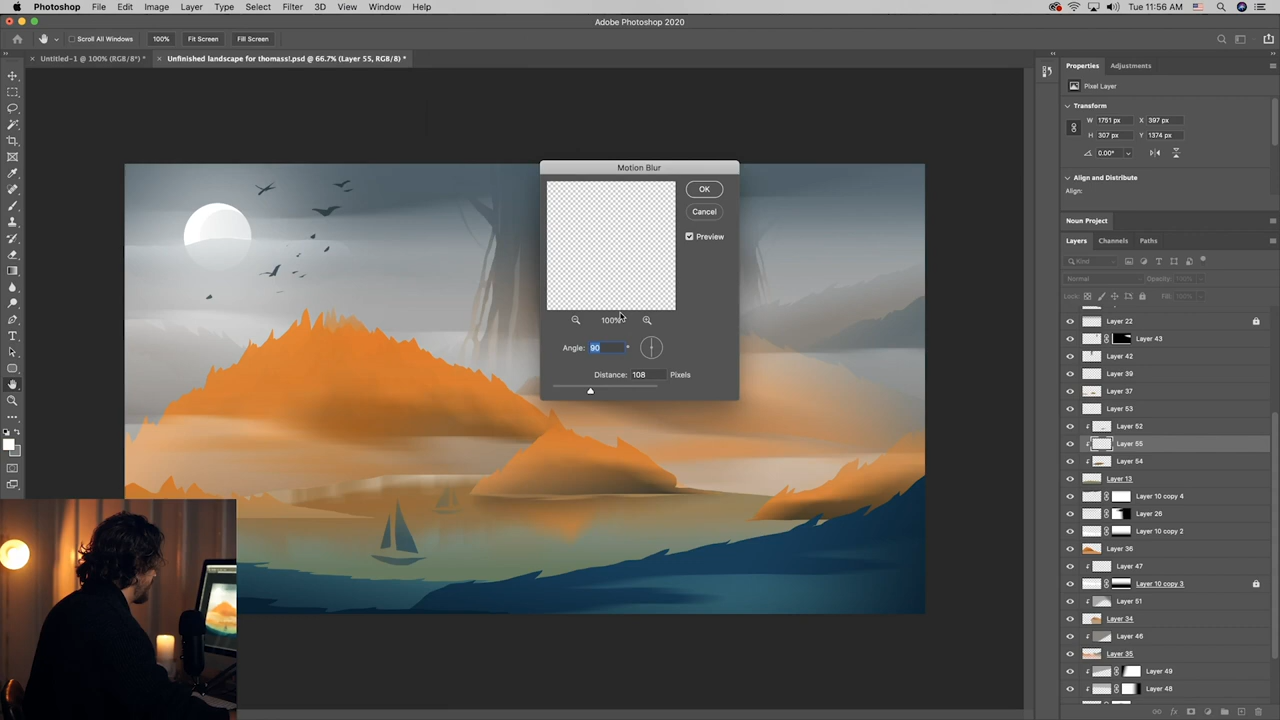 Photoshop File Edit Image Layer Type Select Filter 3D View Window Help
Tue 11:56 AM
Adobe Photoshop 2020
Scroll All Windows 100% Fit Screen Fill Screen
Untitled-1 @ 100% (RGB/8*) *
Unfinished landscape for thomass!.psd @ 66.7% (Layer 55, RGB/8) *
Motion Blur
OK
Cancel
Preview
100%
Angle: 90 °
Distance: 108 Pixels
Properties Adjustments
Pixel Layer
Transform
W 1751 px X 397 px
H 307 px Y 1374 px
0.00°
Align and Distribute
Align:
Noun Project
Layers Channels Paths
Kind
Normal Opacity: 100%
Lock: Fill: 100%
Layer 22
Layer 43
Layer 42
Layer 39
Layer 37
Layer 53
Layer 52
Layer 55
Layer 54
Layer 13
Layer 10 copy 4
Layer 26
Layer 10 copy 2
Layer 36
Layer 47
Layer 10 copy 3
Layer 51
Layer 34
Layer 46
Layer 35
Layer 49
Layer 48